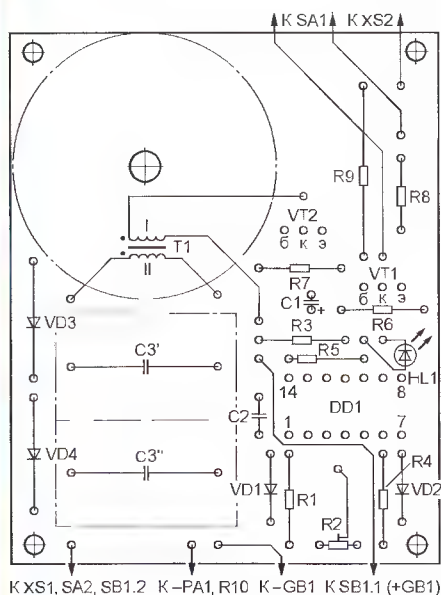 К SA1 К XS2
R9
R8
I
T1
II
VT2
б к э
R7
VT1
б к э
C1
+
R6
VD3
R3
R5
HL1
C3'
14
8
DD1
VD4
C2
1
7
C3"
R4
VD1
R1
VD2
R2
К XS1, SA2, SB1.2 К –PA1, R10 К –GB1 К SB1.1 (+GB1)